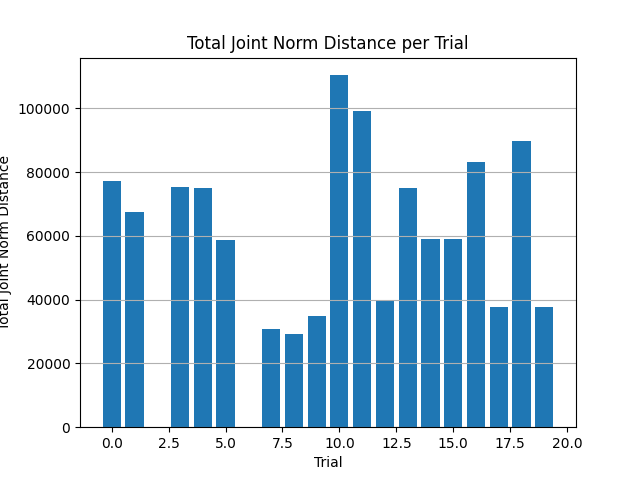 Total Joint Norm Distance per Trial
100000
80000
60000
40000
20000
0
Total Joint Norm Distance
0.0 2.5 5.0 7.5 10.0 12.5 15.0 17.5 20.0
Trial